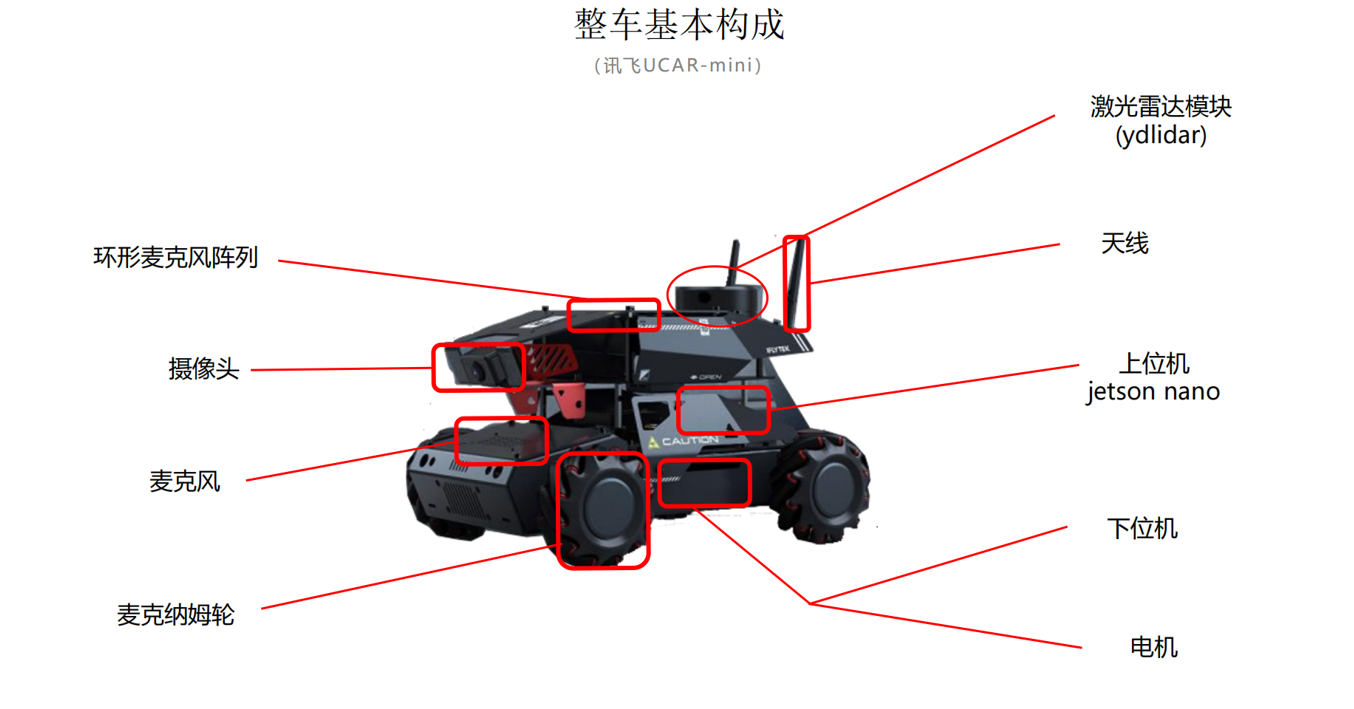 整车基本构成
(讯飞UCAR-mini)
激光雷达模块
(ydlidar)
环形麦克风阵列
天线
iFLYTEK
摄像头
上位机
jetson nano
OPEN
CAUTION
麦克风
下位机
麦克纳姆轮
电机